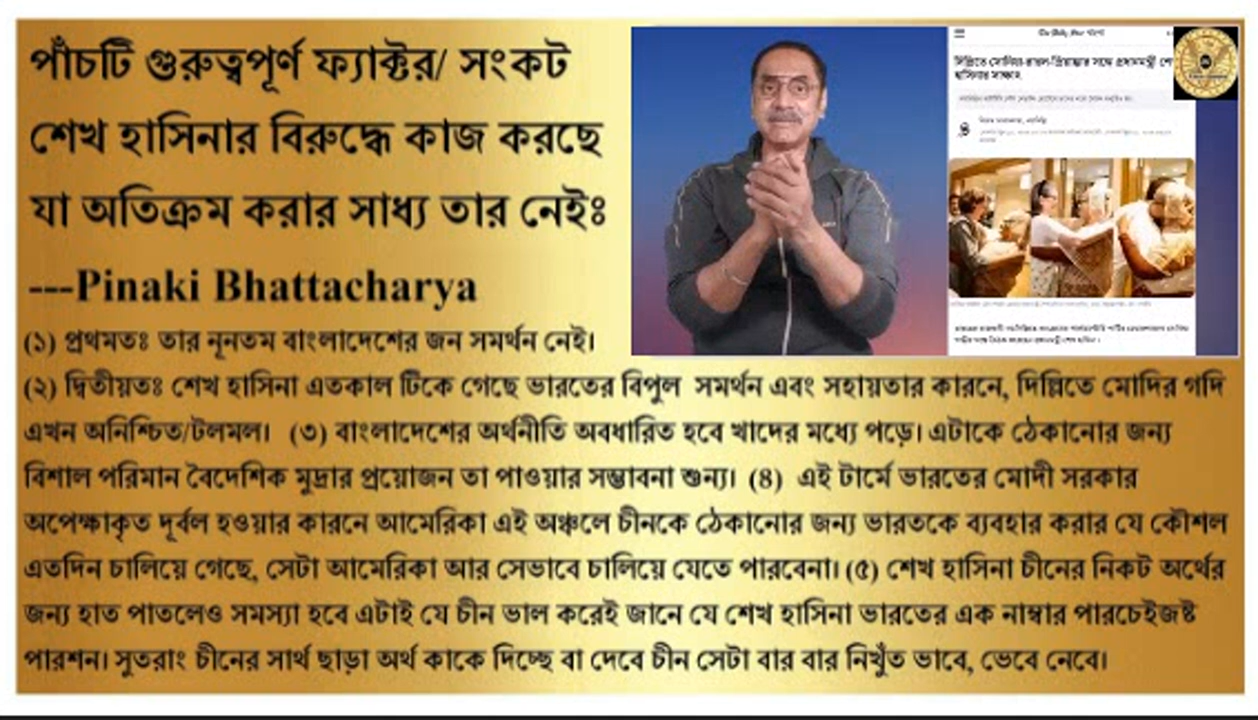 পাঁচটি গুরুত্বপূর্ণ ফ্যাক্টর/ সংকট
শেখ হাসিনার বিরুদ্ধে কাজ করছে
যা অতিক্রম করার সাধ্য তার নেইঃ
---Pinaki Bhattacharya
(১) প্রথমতঃ তার নূনতম বাংলাদেশের জন সমর্থন নেই।
(২) দ্বিতীয়তঃ শেখ হাসিনা এতকাল টিকে গেছে ভারতের বিপুল সমর্থন এবং সহায়তার কারনে, দিল্লিতে মোদির গদি
এখন অনিশ্চিত/টলমল। (৩) বাংলাদেশের অর্থনীতি অবধারিত হবে খাদের মধ্যে পড়ে। এটাকে ঠেকানোর জন্য
বিশাল পরিমান বৈদেশিক মুদ্রার প্রয়োজন তা পাওয়ার সম্ভাবনা শুন্য। (৪) এই টার্মে ভারতের মোদী সরকার
অপেক্ষাকৃত দূর্বল হওয়ার কারনে আমেরিকা এই অঞ্চলে চীনকে ঠেকানোর জন্য ভারতকে ব্যবহার করার যে কৌশল
এতদিন চালিয়ে গেছে, সেটা আমেরিকা আর সেভাবে চালিয়ে যেতে পারবেনা। (৫) শেখ হাসিনা চীনের নিকট অর্থের
জন্য হাত পাতলেও সমস্যা হবে এটাই যে চীন ভাল করেই জানে যে শেখ হাসিনা ভারতের এক নাম্বার পারচেইজষ্ট
পারশন। সুতরাং চীনের সার্থ ছাড়া অর্থ কাকে দিচ্ছে বা দেবে চীন সেটা বার বার নিখুঁত ভাবে, ভেবে নেবে।
দিল্লিতে সোনিয়া-রাহুল-প্রিয়াঙ্কার সঙ্গে প্রধানমন্ত্রী শেখ
হাসিনার সাক্ষাৎ